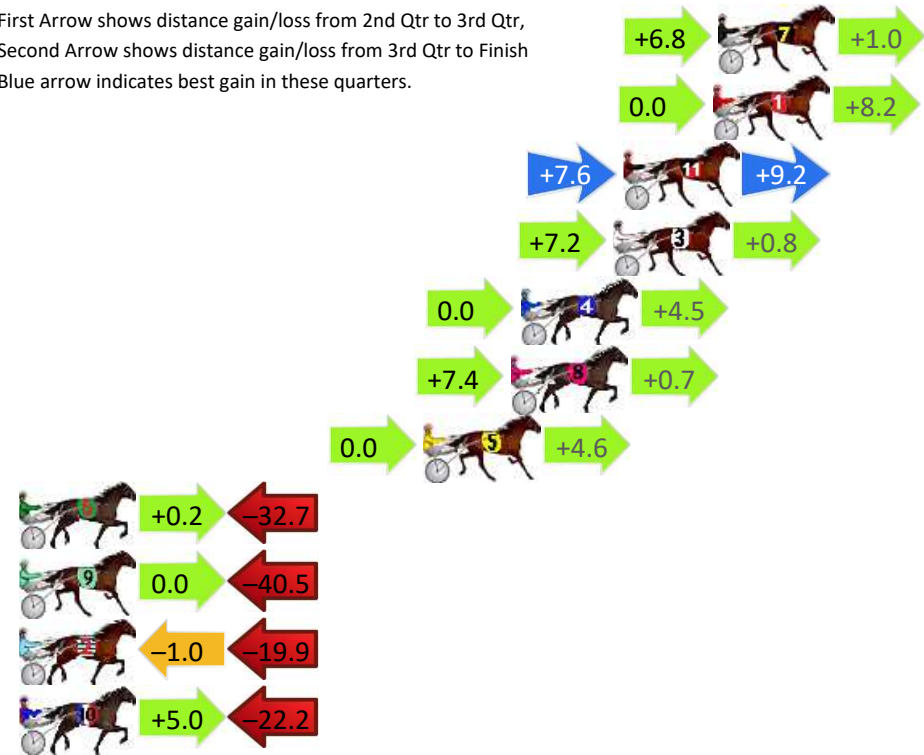 First Arrow shows distance gain/loss from 2nd Qtr to 3rd Qtr,
Second Arrow shows distance gain/loss from 3rd Qtr to Finish
Blue arrow indicates best gain in these quarters.
+6.8 7 +1.0
0.0 1 +8.2
+7.6 11 +9.2
+7.2 3 +0.8
0.0 4 +4.5
+7.4 8 +0.7
0.0 5 +4.6
6 +0.2 –32.7
9 0.0 –40.5
2 –1.0 –19.9
10 +5.0 –22.2